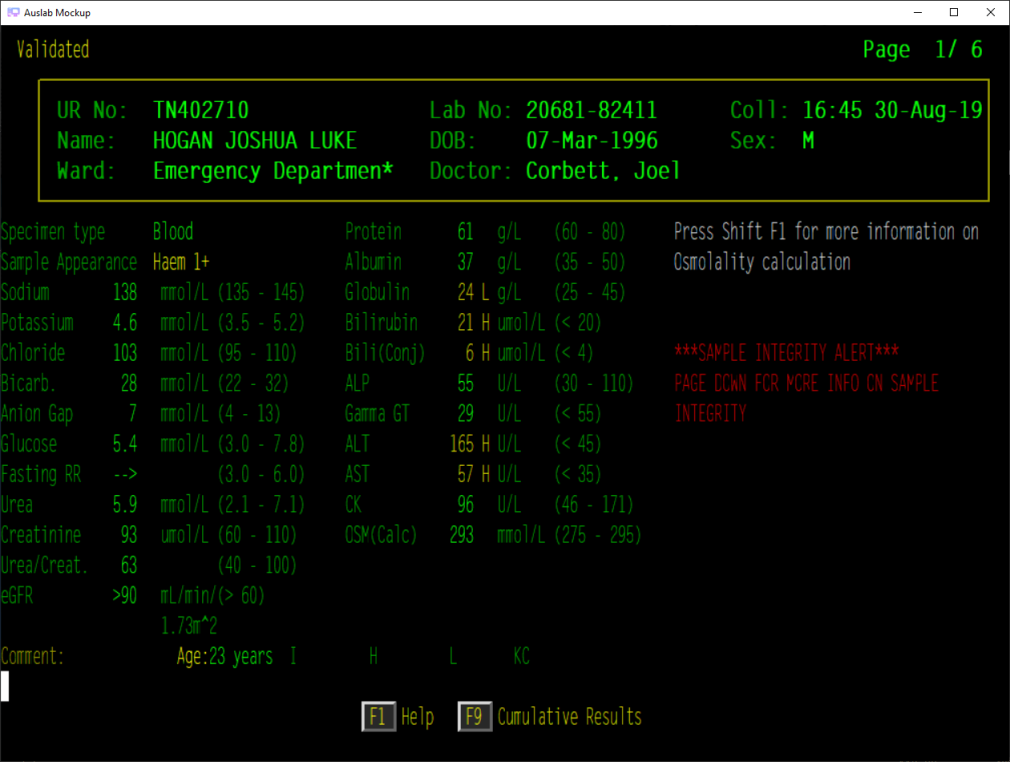 Auslab Mockup
Validated Page 1/ 6
UR No: TN402710 Lab No: 20681-82411 Coll: 16:45 30-Aug-19
Name: HOGAN JOSHUA LUKE DOB: 07-Mar-1996 Sex: M
Ward: Emergency Departmen* Doctor: Corbett, Joel
Specimen type Blood Protein 61 g/L (60 - 80) Press Shift F1 for more information on
Sample Appearance Haem 1+ Albumin 37 g/L (35 - 50) Osmolality calculation
Sodium 138 mmol/L (135 - 145) Globulin 24 L g/L (25 - 45)
Potassium 4.6 mmol/L (3.5 - 5.2) Bilirubin 21 H umol/L (< 20)
Chloride 103 mmol/L (95 - 110) Bili(Conj) 6 H umol/L (< 4) ***SAMPLE INTEGRITY ALERT***
Bicarb. 28 mmol/L (22 - 32) ALP 55 U/L (30 - 110) PAGE DOWN FOR MORE INFO ON SAMPLE
Anion Gap 7 mmol/L (4 - 13) Gamma GT 29 U/L (< 55) INTEGRITY
Glucose 5.4 mmol/L (3.0 - 7.8) ALT 165 H U/L (< 45)
Fasting RR --> (3.0 - 6.0) AST 57 H U/L (< 35)
Urea 5.9 mmol/L (2.1 - 7.1) CK 96 U/L (46 - 171)
Creatinine 93 umol/L (60 - 110) OSM(Calc) 293 mmol/L (275 - 295)
Urea/Creat. 63 (40 - 100)
eGFR >90 mL/min/(> 60)
1.73m^2
Comment: Age:23 years I H L KC
F1 Help F9 Cumulative Results